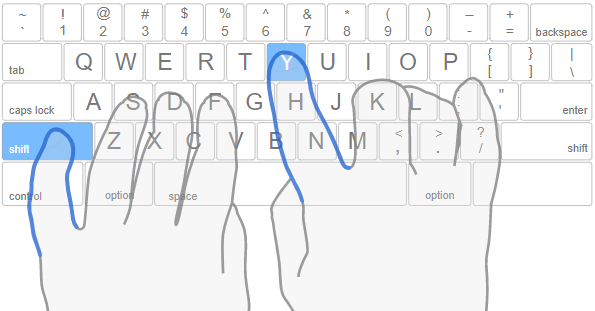 ~ ! @ # $ % ^ & * ( ) – +
` 1 2 3 4 5 6 7 8 9 0 - = backspace
tab Q W E R T Y U I O P { [ } ] | \
caps lock A S D F G H J K L : ; " ' enter
shift Z X C V B N M < , > . ? / shift
control option space option